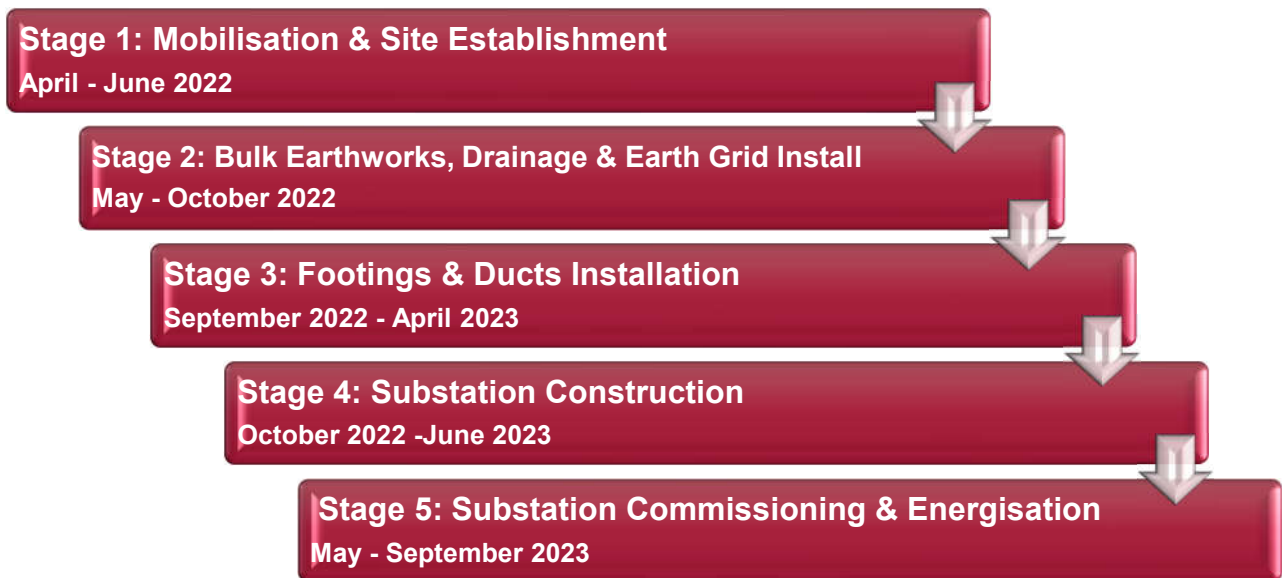 Stage 1: Mobilisation & Site Establishment
April - June 2022
Stage 2: Bulk Earthworks, Drainage & Earth Grid Install
May - October 2022
Stage 3: Footings & Ducts Installation
September 2022 - April 2023
Stage 4: Substation Construction
October 2022 -June 2023
Stage 5: Substation Commissioning & Energisation
May - September 2023